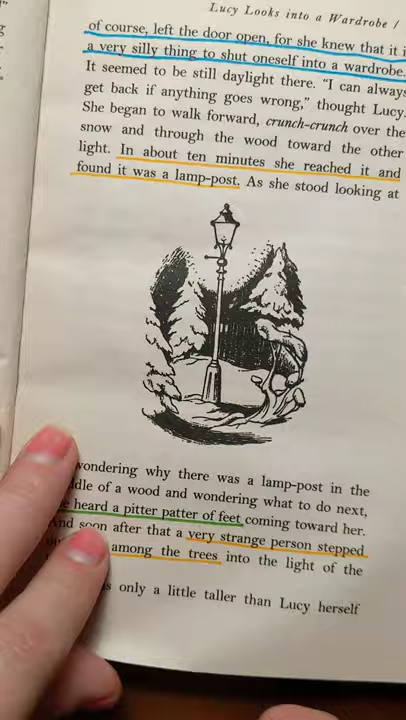 Lucy Looks into a Wardrobe /
of course, left the door open, for she knew that it i
a very silly thing to shut oneself into a wardrobe.
It seemed to be still daylight there. "I can always
get back if anything goes wrong," thought Lucy.
She began to walk forward, crunch-crunch over the
snow and through the wood toward the other
light. In about ten minutes she reached it and
found it was a lamp-post. As she stood looking at
wondering why there was a lamp-post in the
ddle of a wood and wondering what to do next,
e heard a pitter patter of feet coming toward her.
And soon after that a very strange person stepped
among the trees into the light of the
s only a little taller than Lucy herself